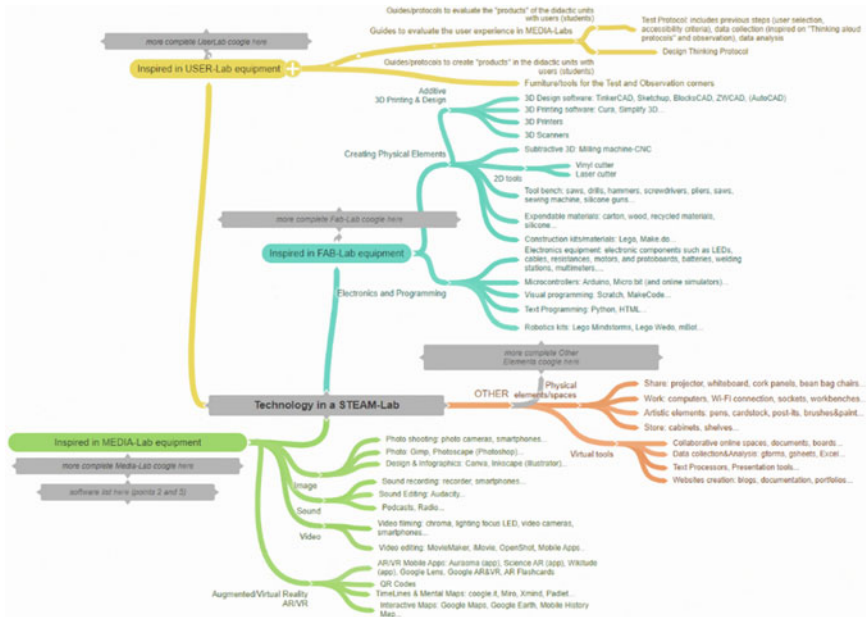 Guides/protocols to evaluate the "products" of the didactic units
with users (students)
Guides to evaluate the user experience in MEDIA-Labs
Test Protocol: includes previous steps (user selection,
accessibility criteria), data collection (inspired on "Thinking aloud
protocols" and observation), data analysis
Design Thinking Protocol
more complete UserLab coogle here
Inspired in USER-Lab equipment
Guides/protocols to create "products" in the didactic units with
users (students)
Furniture/tools for the Test and Observation corners
Additive
3D Printing & Design
3D Design software: TinkerCAD, Sketchup, BlocksCAD, ZWCAD, (AutoCAD)
3D Printing software: Cura, Simplify 3D...
3D Printers
3D Scanners
Creating Physical Elements
Subtractive 3D: Milling machine-CNC
2D tools
Vinyl cutter
Laser cutter
Tool bench: saws, drills, hammers, screwdrivers, pliers, saws,
sewing machine, silicone guns...
Expendable materials: carton, wood, recycled materials,
silicone...
Construction kits/materials: Lego, Make.do...
more complete Fab-Lab coogle here
Inspired in FAB-Lab equipment
Electronics equipment: electronic components such as LEDs,
cables, resistances, motors, and protoboards, batteries, welding
stations, multimeters....
Electronics and Programming
Microcontrollers: Arduino, Micro:bit (and online simulators)...
Visual programming: Scratch, MakeCode...
Text Programming: Python, HTML...
Robotics kits: Lego Mindstorms, Lego Wedo, mBot...
more complete Other
Elements coogle here
Technology in a STEAM-Lab
OTHER
Physical
elements/spaces
Share: projector, whiteboard, cork panels, bean bag chairs...
Work: computers, Wi-Fi connection, sockets, workbenches...
Artistic elements: pens, cardstock, post-its, brushes&paint...
Store: cabinets, shelves...
Virtual tools
Collaborative online spaces, documents, boards...
Data collection&Analysis: gforms, gsheets, Excel...
Text Processors, Presentation tools...
Websites creation: blogs, documentation, portfolios...
Inspired in MEDIA-Lab equipment
more complete Media-Lab coogle here
software list here (points 2 and 5)
Image
Photo shooting: photo cameras, smartphones...
Photo: Gimp, Photoscape (Photoshop)...
Design & Infographics: Canva, Inkscape (Illustrator)...
Sound
Sound recording: recorder, smartphones...
Sound Editing: Audacity...
Podcasts, Radio...
Video
Video filming: chroma, lighting focus LED, video cameras,
smartphones...
Video editing: MovieMaker, iMovie, OpenShot, Mobile Apps...
Augmented/Virtual Reality
AR/VR
AR/VR Mobile Apps: Aurasma (app), Science AR (app), Wikitude
(app), Google Lens, Google AR&VR, AR Flashcards
QR Codes
TimeLines & Mental Maps: coogle.it, Miro, Xmind, Padlet...
Interactive Maps: Google Maps, Google Earth, Mobile History
Map...